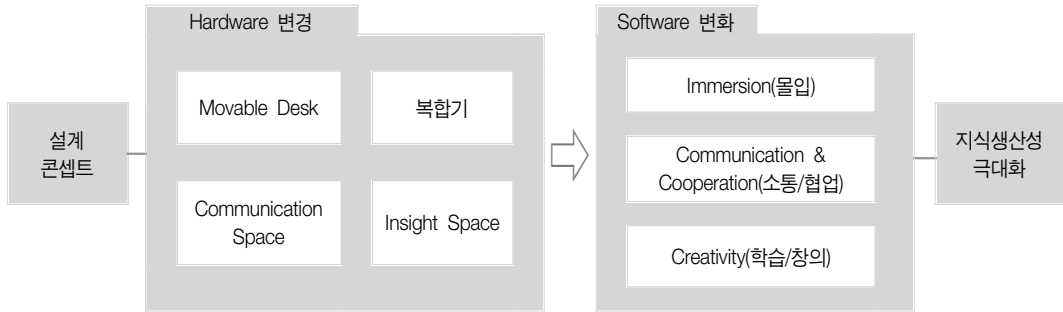 설계
콘셉트
Hardware 변경
Movable Desk
복합기
Communication
Space
Insight Space
Software 변화
Immersion(몰입)
Communication &
Cooperation(소통/협업)
Creativity(학습/창의)
지식생산성
극대화